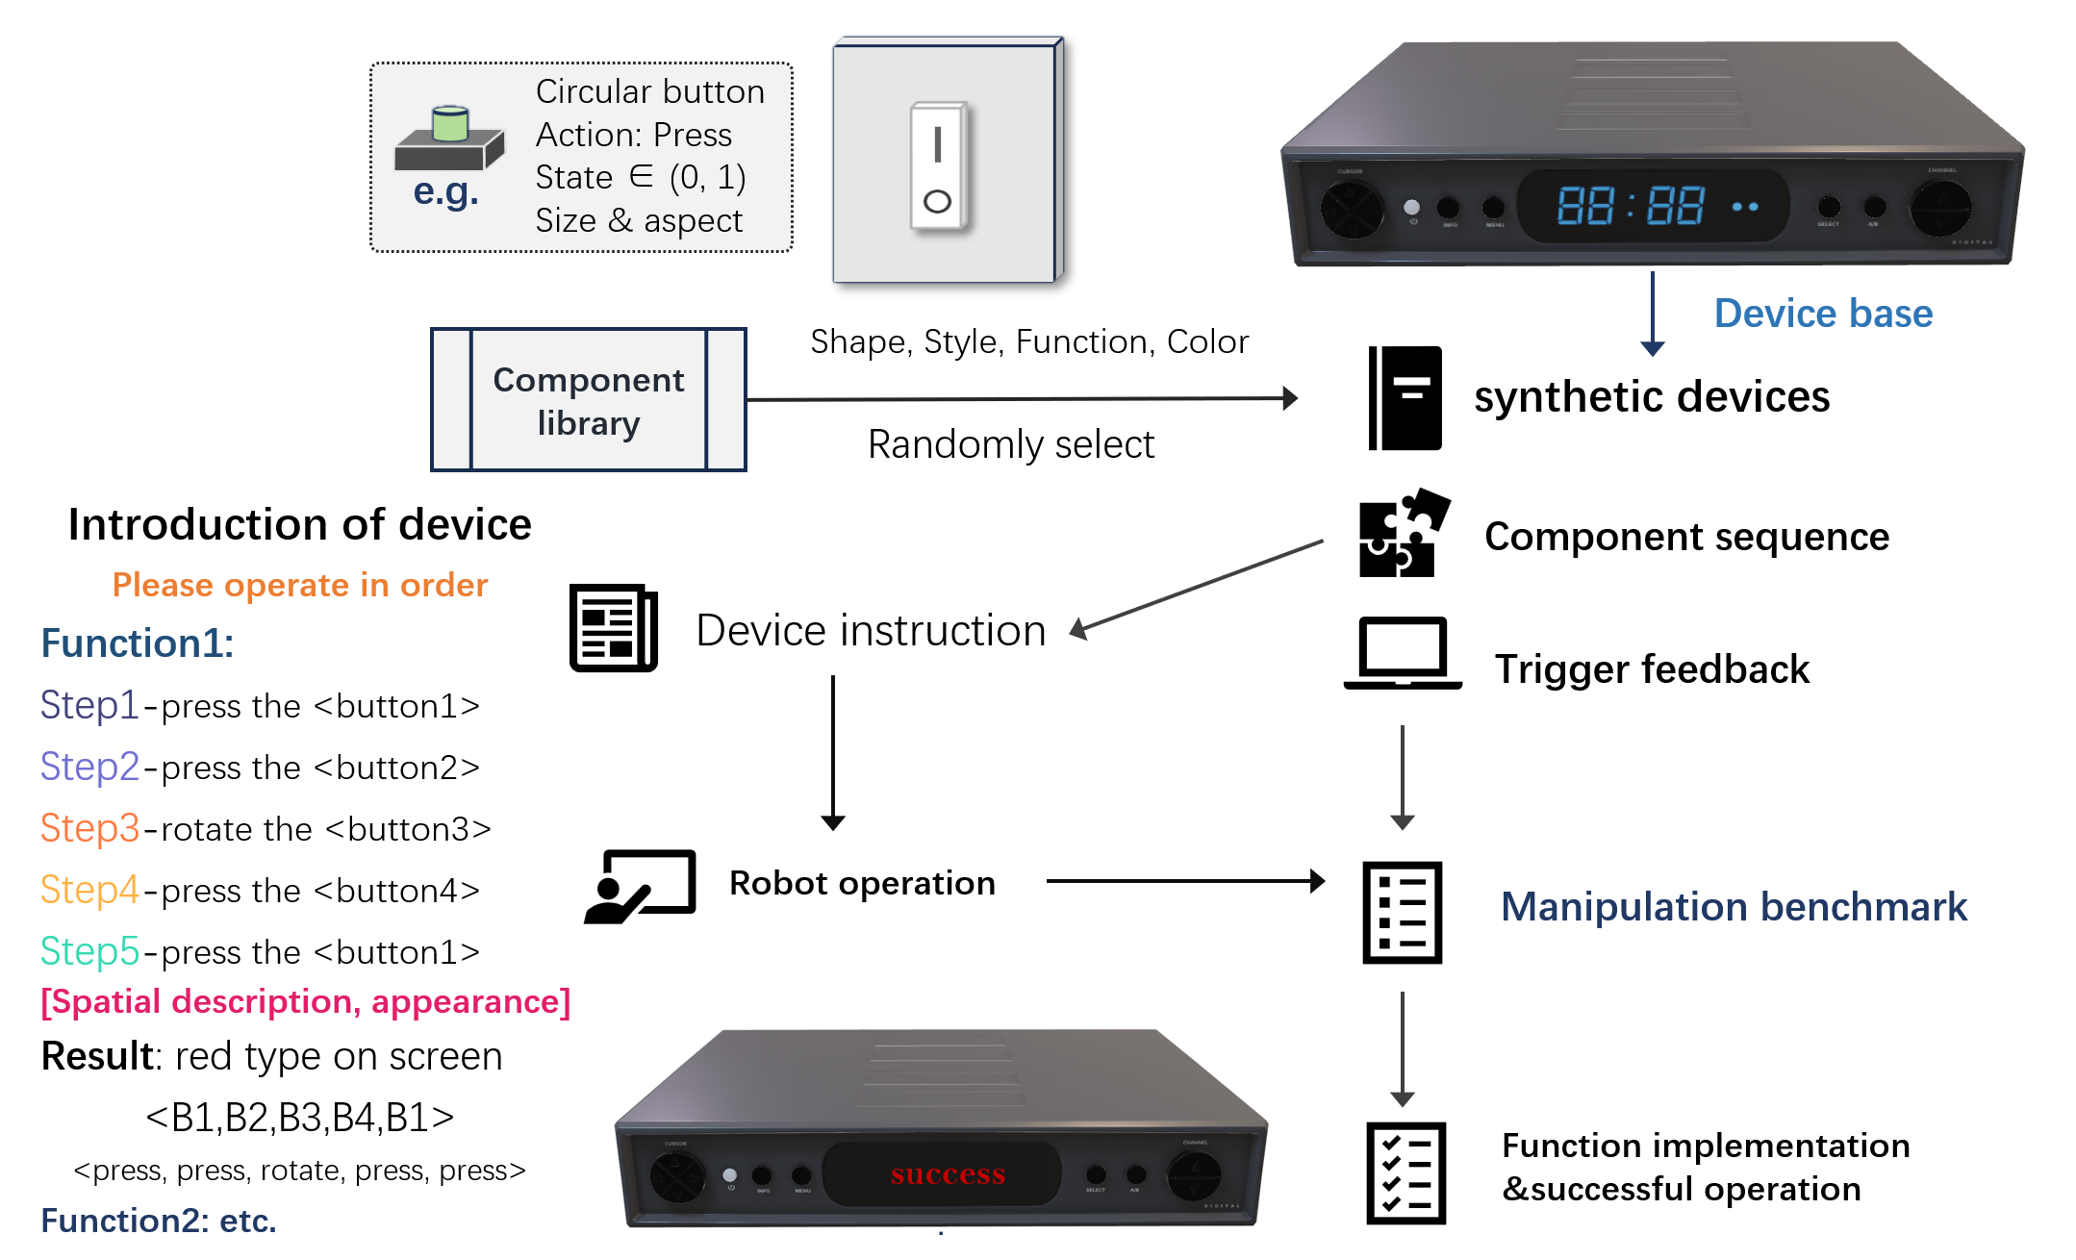 Circular button
Action: Press
State ∈ (0, 1)
Size & aspect
e.g.
CURSOR
INFO
MENU
88:88
SELECT
A/B
CHANNEL
DIGITAL
Device base
Component
library
Shape, Style, Function, Color
Randomly select
synthetic devices
Component sequence
Trigger feedback
Introduction of device
Please operate in order
Function1:
Step1-press the <button1>
Step2-press the <button2>
Step3-rotate the <button3>
Step4-press the <button4>
Step5-press the <button1>
[Spatial description, appearance]
Result: red type on screen
<B1,B2,B3,B4,B1>
<press, press, rotate, press, press>
Function2: etc.
Device instruction
Robot operation
Manipulation benchmark
CURSOR
INFO
MENU
success
SELECT
A/B
CHANNEL
DIGITAL
Function implementation
&successful operation